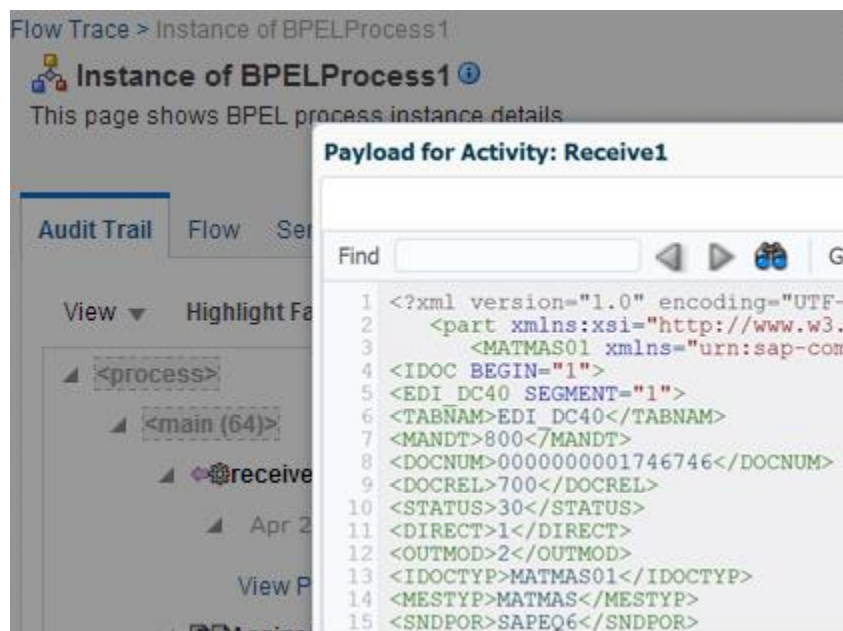 Flow Trace > Instance of BPELProcess1
Instance of BPELProcess1
This page shows BPEL process instance details
Payload for Activity: Receive1
Audit Trail Flow Ser
Find G
View Highlight Fa
<process>
<main (64)>
receive
Apr 2
View P
1 <?xml version="1.0" encoding="UTF-
2 <part xmlns:xsi="http://www.w3.
3 <MATMAS01 xmlns="urn:sap-com
4 <IDOC BEGIN="1">
5 <EDI_DC40 SEGMENT="1">
6 <TABNAM>EDI_DC40</TABNAM>
7 <MANDT>800</MANDT>
8 <DOCNUM>0000000001746746</DOCNUM>
9 <DOCREL>700</DOCREL>
10 <STATUS>30</STATUS>
11 <DIRECT>1</DIRECT>
12 <OUTMOD>2</OUTMOD>
13 <IDOCTYP>MATMAS01</IDOCTYP>
14 <MESTYP>MATMAS</MESTYP>
15 <SNDPOR>SAPEQ6</SNDPOR>